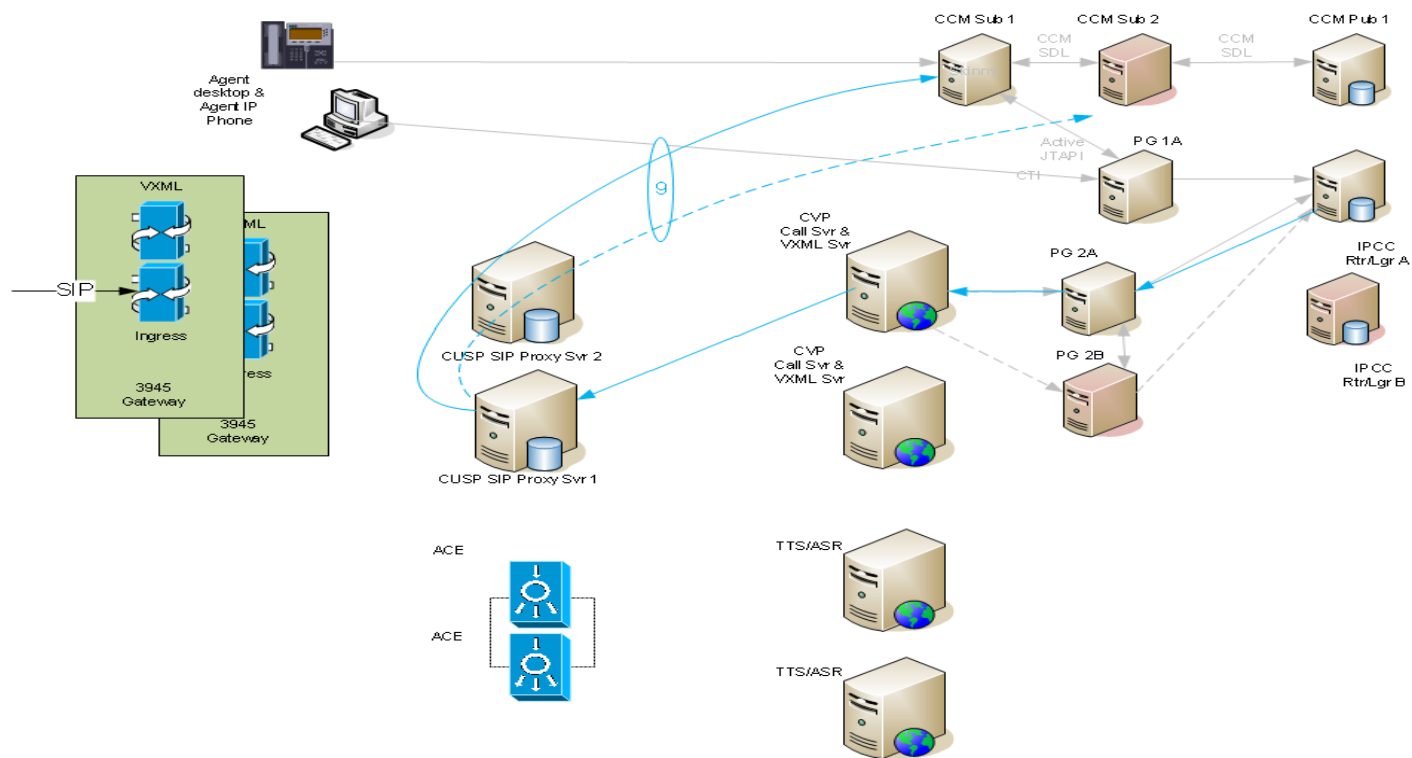 CCM Sub 1
CCM Sub 2
CCM Pub 1
CCM
SDL
CCM
SDL
Skinny
Agent
desktop &
Agent IP
Phone
Active
JTAPI
PG 1A
CTI
9
VXML
ML
SIP
Ingress
ress
3945
Gateway
3945
Gateway
CVP
Call Svr &
VXML Svr
PG 2A
IPCC
Rtr/Lgr A
CUSP SIP Proxy Svr 2
CVP
Call Svr &
VXML Svr
PG 2B
IPCC
Rtr/Lgr B
CUSP SIP Proxy Svr 1
ACE
TTS/ASR
ACE
TTS/ASR